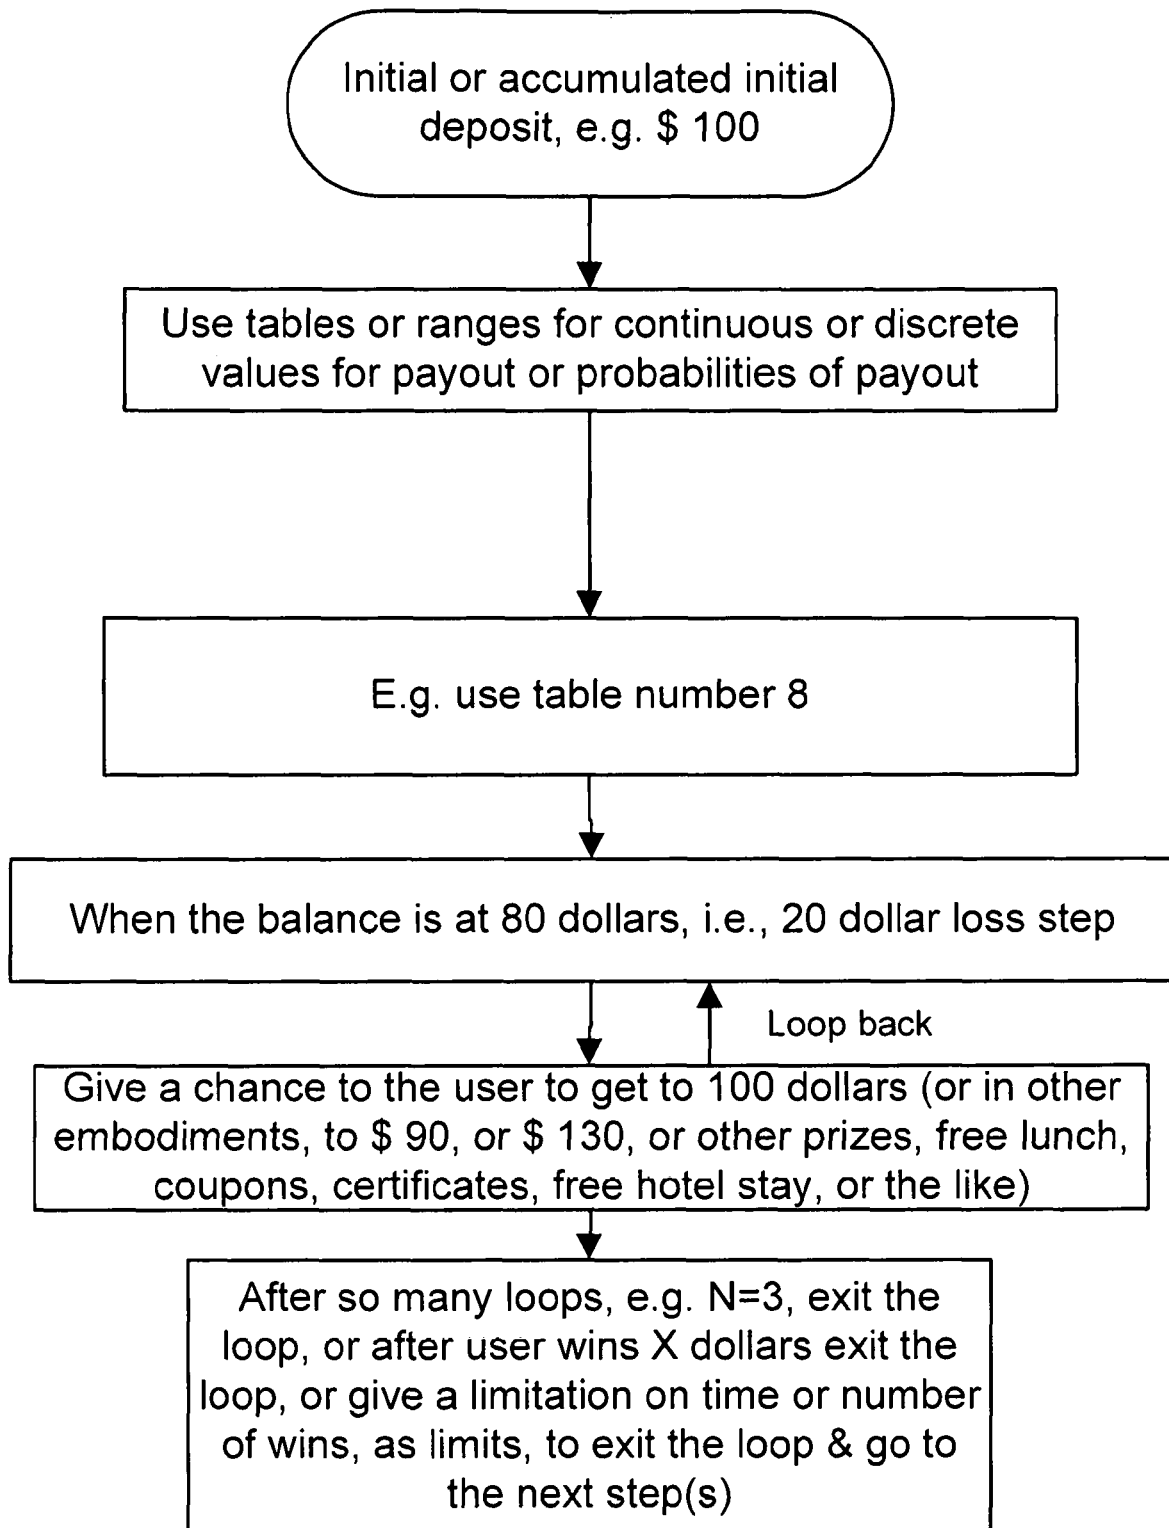 Initial or accumulated initial
deposit, e.g. $ 100
Use tables or ranges for continuous or discrete
values for payout or probabilities of payout
E.g. use table number 8
When the balance is at 80 dollars, i.e., 20 dollar loss step
Loop back
Give a chance to the user to get to 100 dollars (or in other
embodiments, to $ 90, or $ 130, or other prizes, free lunch,
coupons, certificates, free hotel stay, or the like)
After so many loops, e.g. N=3, exit the
loop, or after user wins X dollars exit the
loop, or give a limitation on time or number
of wins, as limits, to exit the loop & go to
the next step(s)